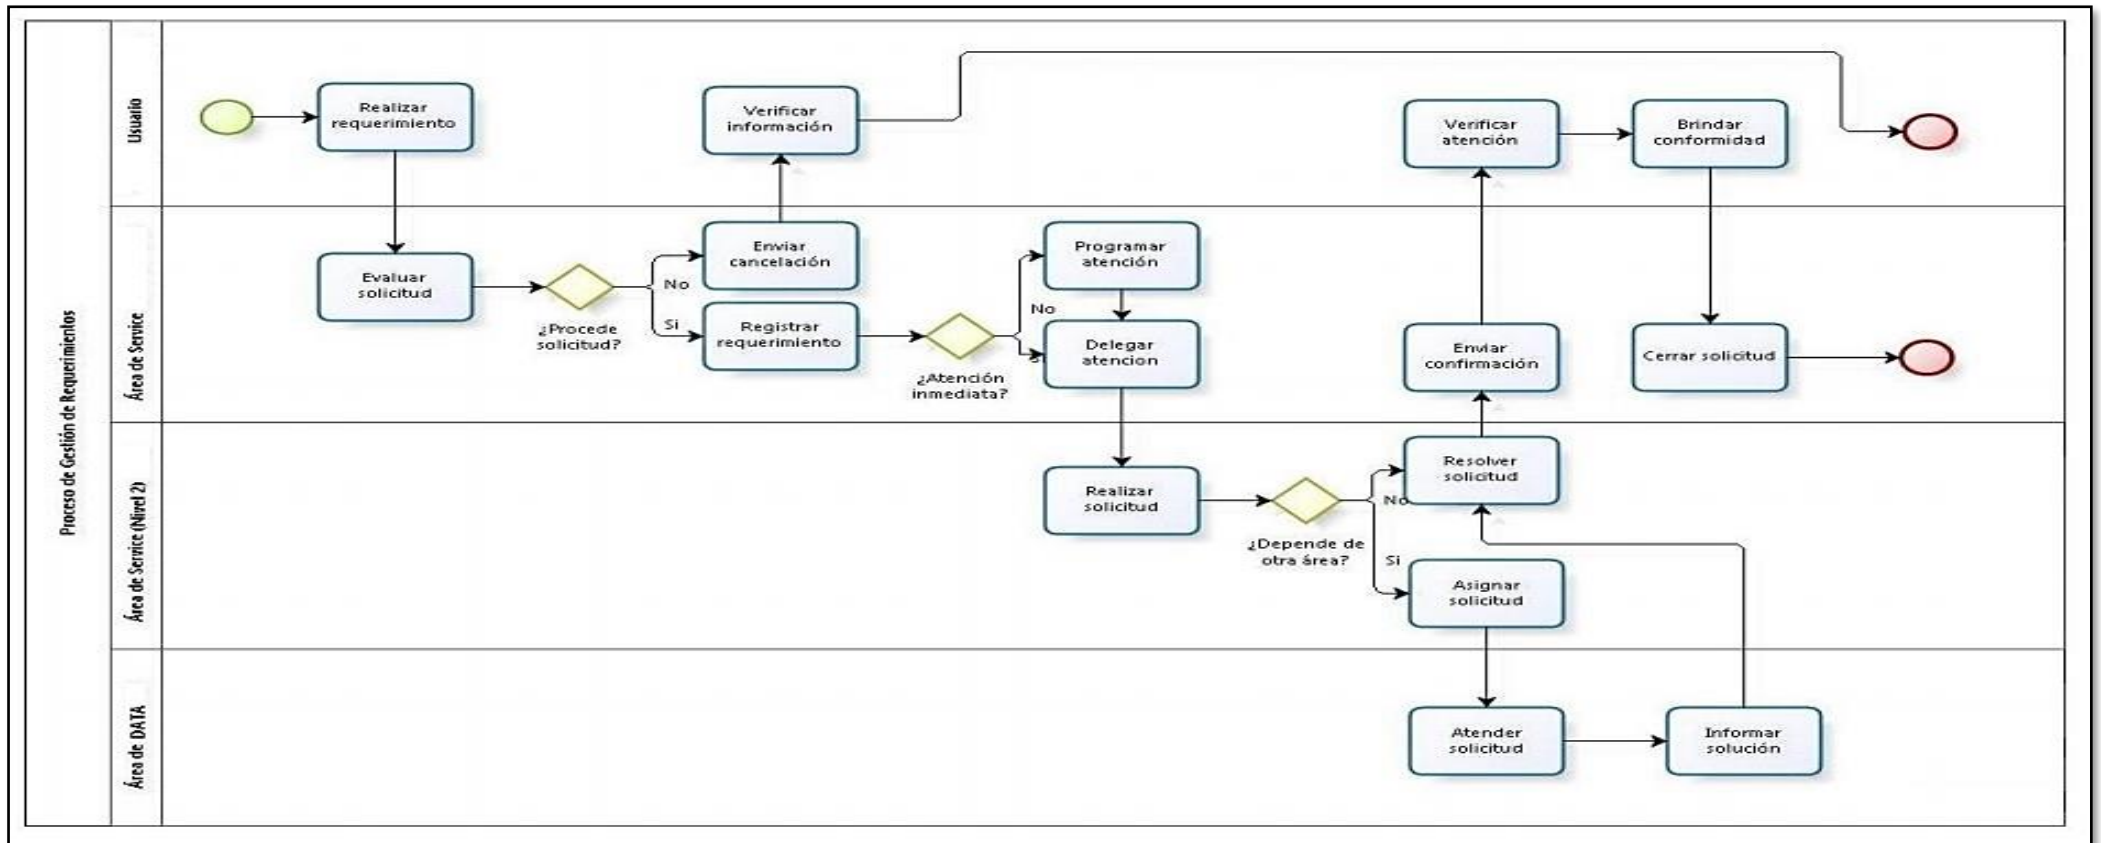 Proceso de Gestión de Requerimientos
Usuario
Realizar
requerimiento
Verificar
información
Verificar
atención
Brindar
conformidad
Área de Service
Evaluar
solicitud
¿Procede
solicitud?
No
Si
Enviar
cancelación
Registrar
requerimiento
¿Atención
inmediata?
No
Programar
atención
Delegar
atencion
Enviar
confirmación
Cerrar solicitud
Área de Service (Nivel 2)
Realizar
solicitud
¿Depende de
otra área?
No
Si
Resolver
solicitud
Asignar
solicitud
Área de DATA
Atender
solicitud
Informar
solución